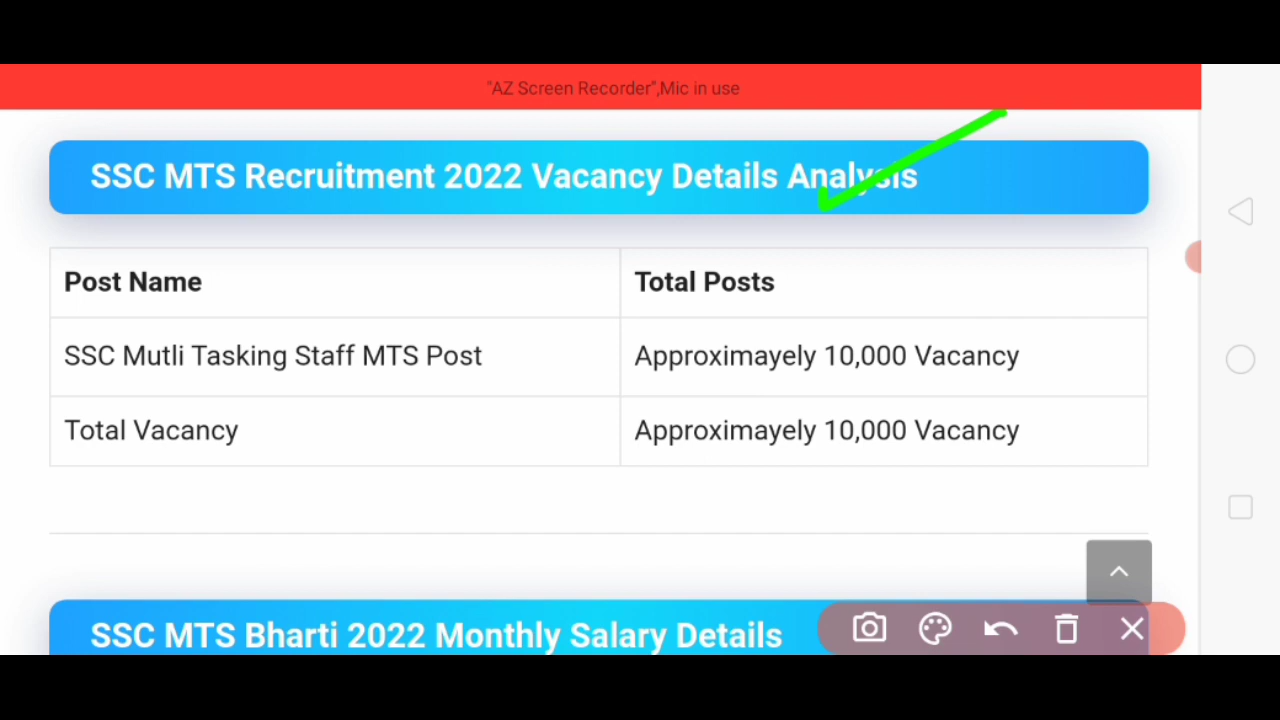 "AZ Screen Recorder",Mic in use
SSC MTS Recruitment 2022 Vacancy Details Analysis
Post Name Total Posts
SSC Mutli Tasking Staff MTS Post Approximayely 10,000 Vacancy
Total Vacancy Approximayely 10,000 Vacancy
SSC MTS Bharti 2022 Monthly Salary Details